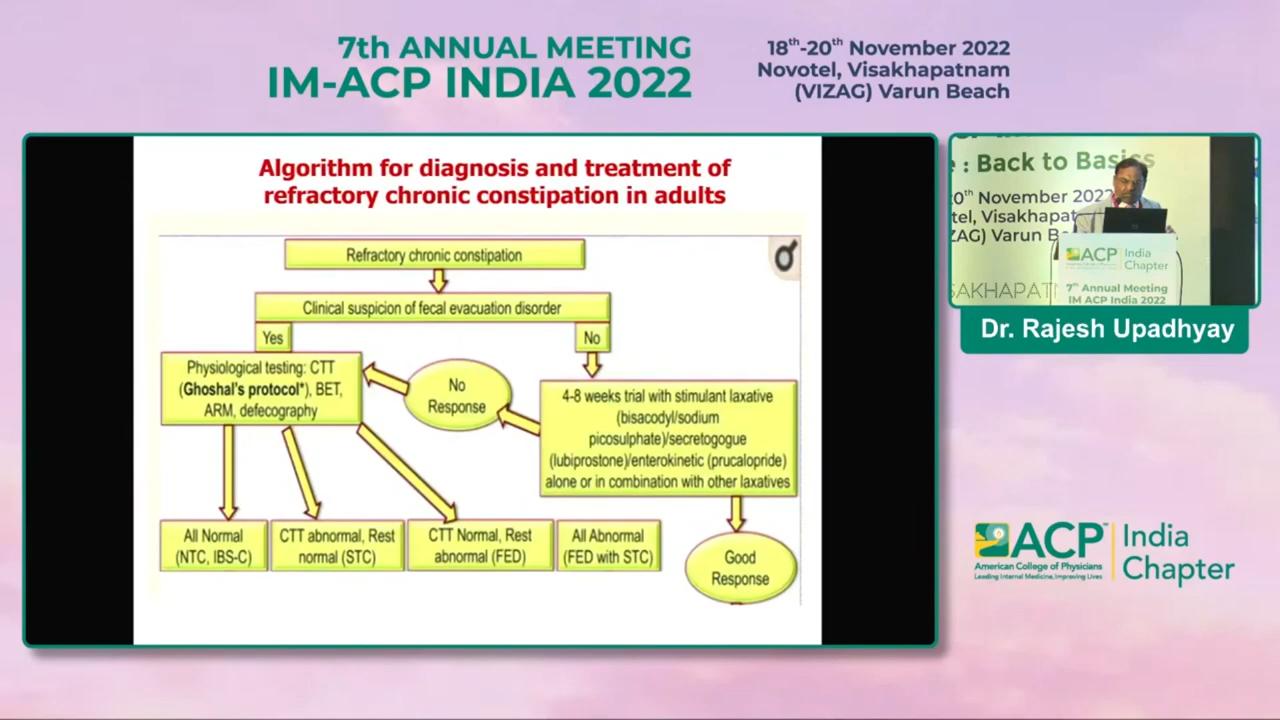 7th ANNUAL MEETING
IM-ACP INDIA 2022
18th-20th November 2022
Novotel, Visakhapatnam
(VIZAG) Varun Beach
Algorithm for diagnosis and treatment of
refractory chronic constipation in adults
Refractory chronic constipation
Clinical suspicion of fecal evacuation disorder
Yes
No
Physiological testing: CTT
(Ghoshal's protocol*), BET,
ARM, defecography
No
Response
4-8 weeks trial with stimulant laxative
(bisacodyl/sodium
picosulphate)/secretogogue
(lubiprostone)/enterokinetic (prucalopride)
alone or in combination with other laxatives
All Normal
(NTC, IBS-C)
CTT abnormal, Rest
normal (STC)
CTT Normal, Rest
abnormal (FED)
All Abnormal
(FED with STC)
Good
Response
: Back to Basics
0th November 2022
tel, Visakhapat
ZAG) Varun B
SAKHAPAT
ACP India
Chapter
7th Annual Meeting
IM ACP India 2022
Dr. Rajesh Upadhyay
ACP™
American College of Physicians
Leading Internal Medicine, Improving Lives
India
Chapter